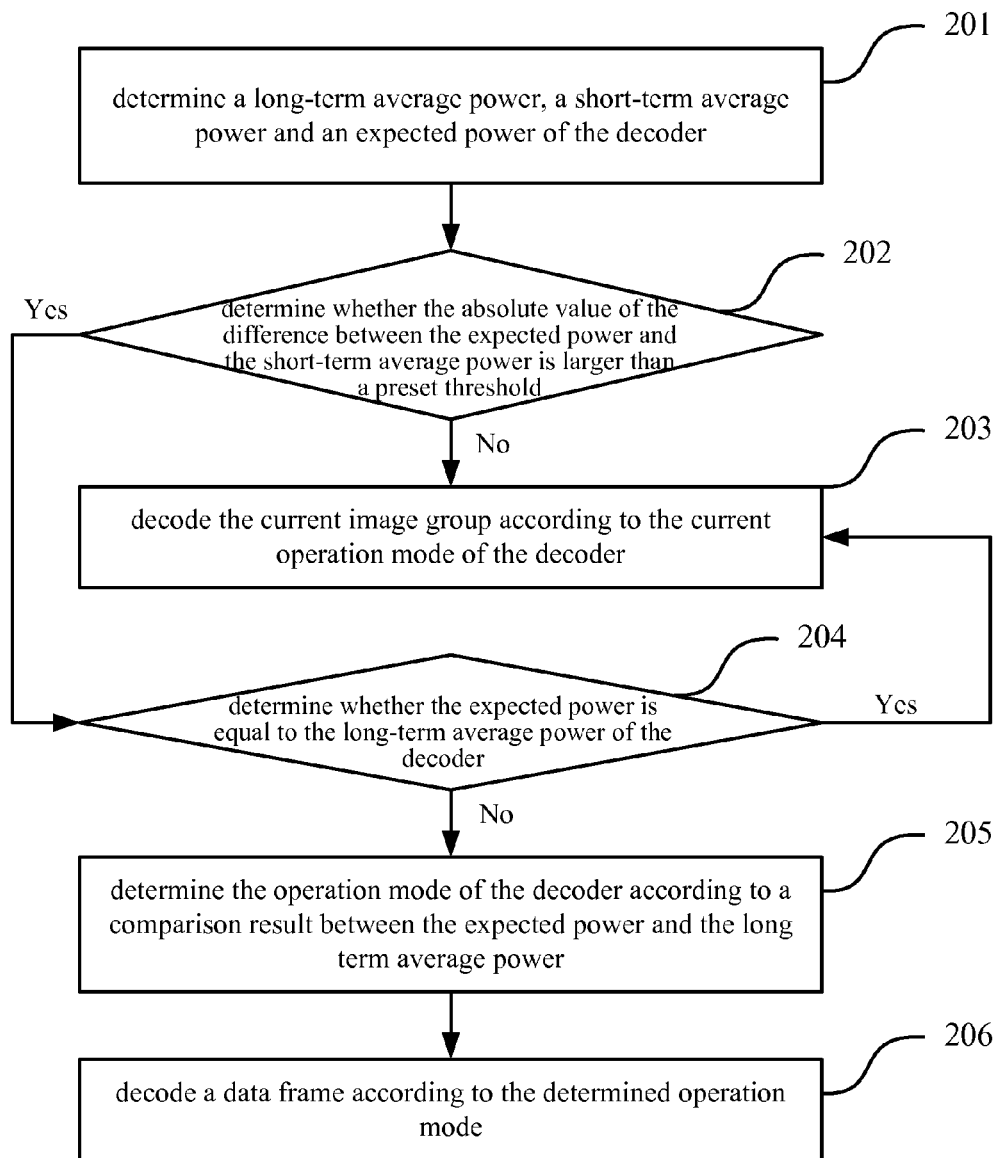 201
determine a long-term average power, a short-term average
power and an expected power of the decoder
202
Yes
determine whether the absolute value of the
difference between the expected power and
the short-term average power is larger than
a preset threshold
No
203
decode the current image group according to the current
operation mode of the decoder
204
determine whether the expected power is
equal to the long-term average power of the
decoder
Yes
No
205
determine the operation mode of the decoder according to a
comparison result between the expected power and the long
term average power
206
decode a data frame according to the determined operation
mode